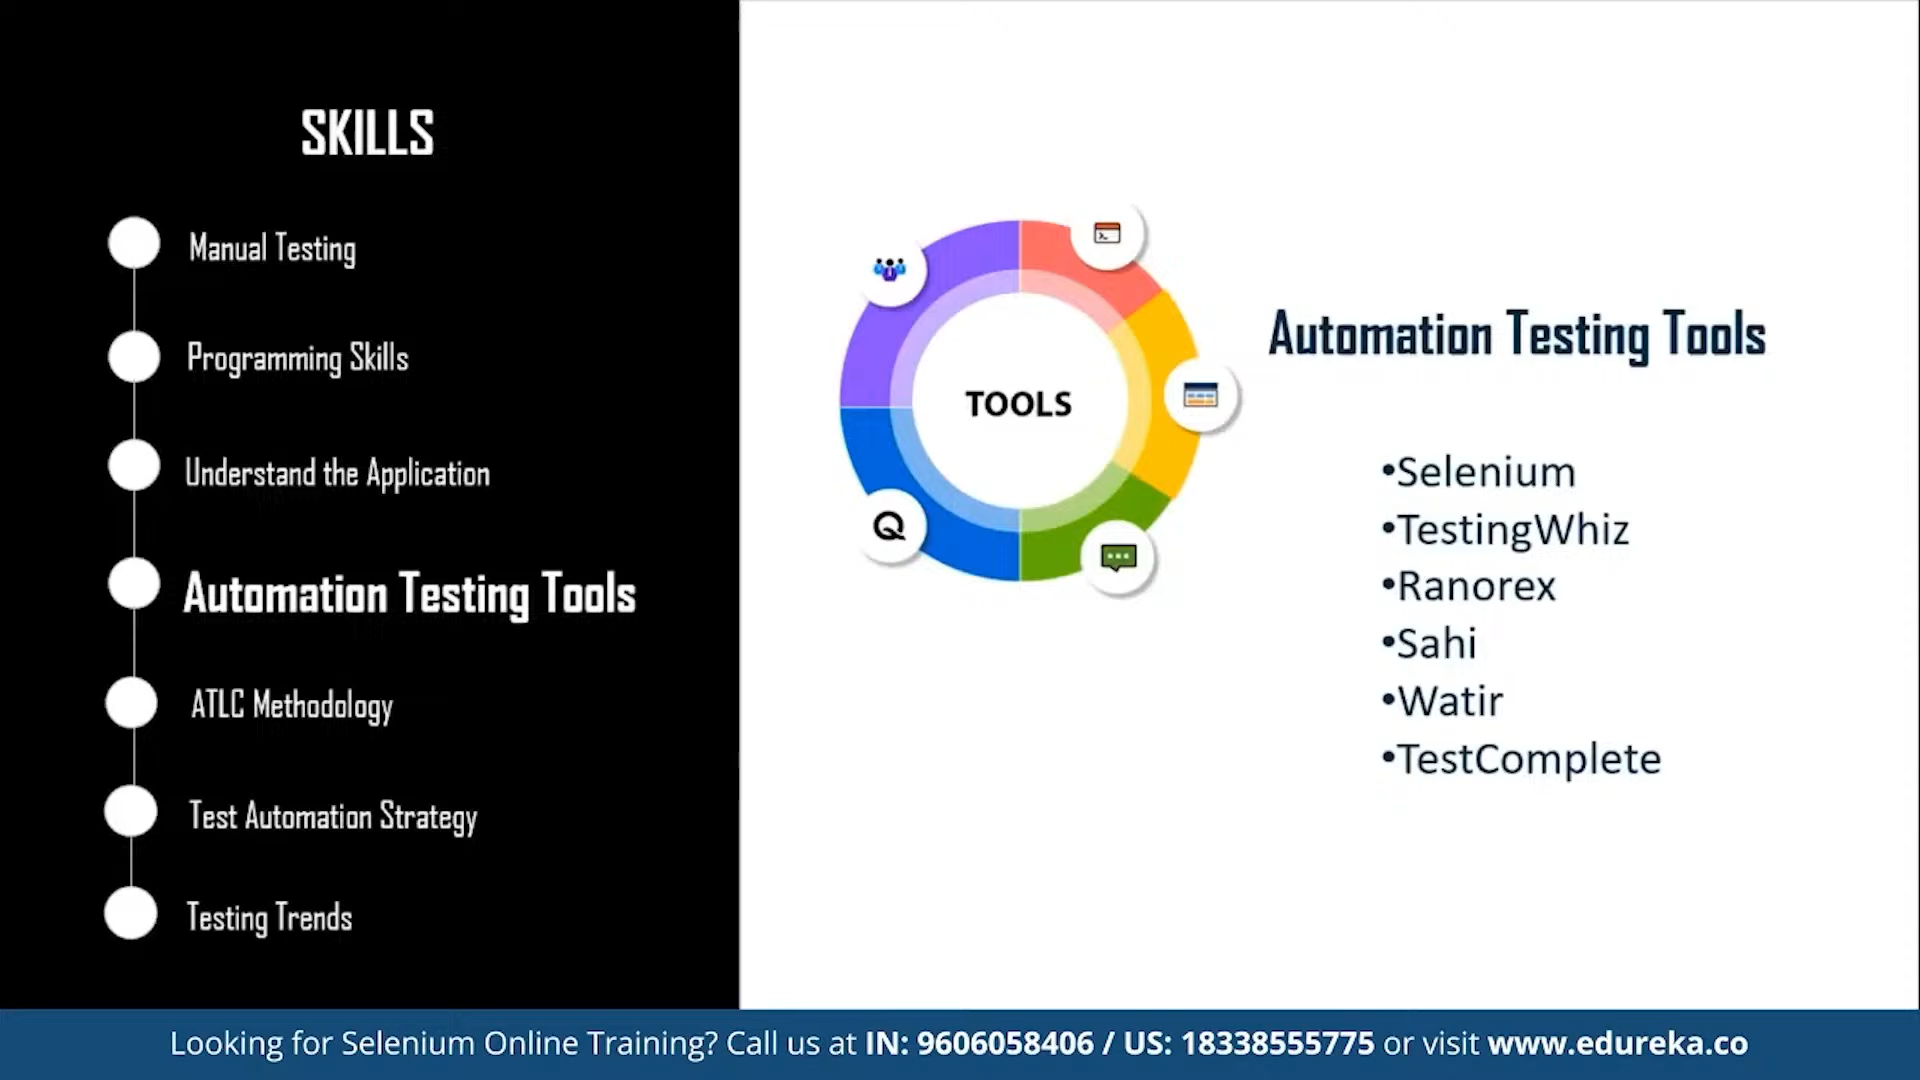 SKILLS
Manual Testing
Programming Skills
Understand the Application
Automation Testing Tools
ATLC Methodology
Test Automation Strategy
Testing Trends
TOOLS
Q
Automation Testing Tools
•Selenium
•TestingWhiz
•Ranorex
•Sahi
•Watir
•TestComplete
Looking for Selenium Online Training? Call us at IN: 9606058406 / US: 18338555775 or visit www.edureka.co